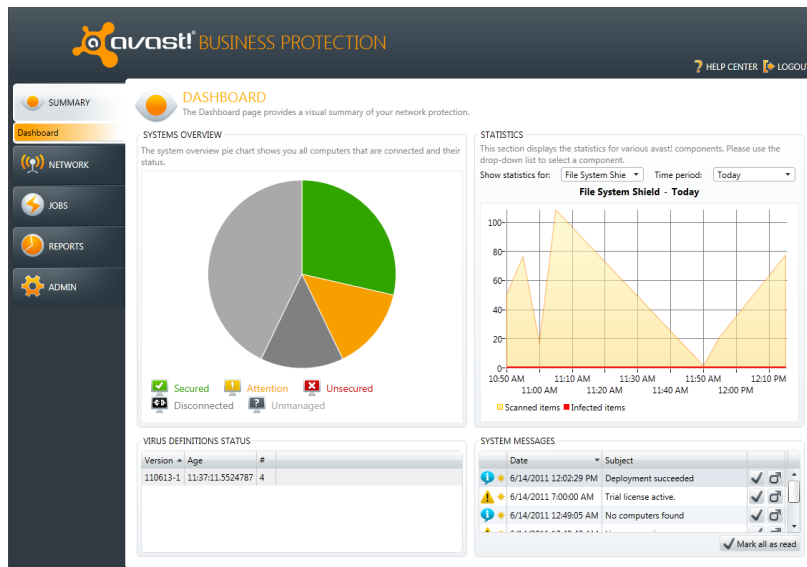 avast! BUSINESS PROTECTION
? HELP CENTER LOGOU
SUMMARY
Dashboard
NETWORK
JOBS
REPORTS
ADMIN
DASHBOARD
The Dashboard page provides a visual summary of your network protection.
SYSTEMS OVERVIEW
The system overview pie chart shows you all computers that are connected and their
status.
Secured Attention Unsecured
Disconnected Unmanaged
STATISTICS
This section displays the statistics for various avast! components. Please use the
drop-down list to select a component.
Show statistics for: File System Shie Time period: Today
File System Shield - Today
100
80
60
40
20
0
10:50 AM 11:10 AM 11:30 AM 11:50 AM 12:10 PM
11:00 AM 11:20 AM 11:40 AM 12:00 PM
Scanned items Infected items
VIRUS DEFINITIONS STATUS
Version Age #
110613-1 11:37:11.5524787 4
SYSTEM MESSAGES
Date Subject
6/14/2011 12:02:29 PM Deployment succeeded
6/14/2011 7:00:00 AM Trial license active.
6/14/2011 12:49:05 AM No computers found
Mark all as read